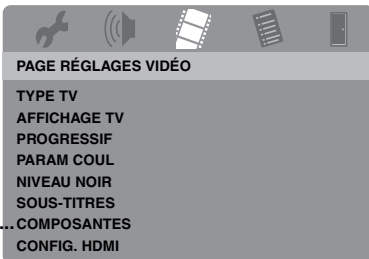 PAGE RÉGLAGES VIDÉO
TYPE TV
AFFICHAGE TV
PROGRESSIF
PARAM COUL
NIVEAU NOIR
SOUS-TITRES
...COMPOSANTES
CONFIG. HDMI